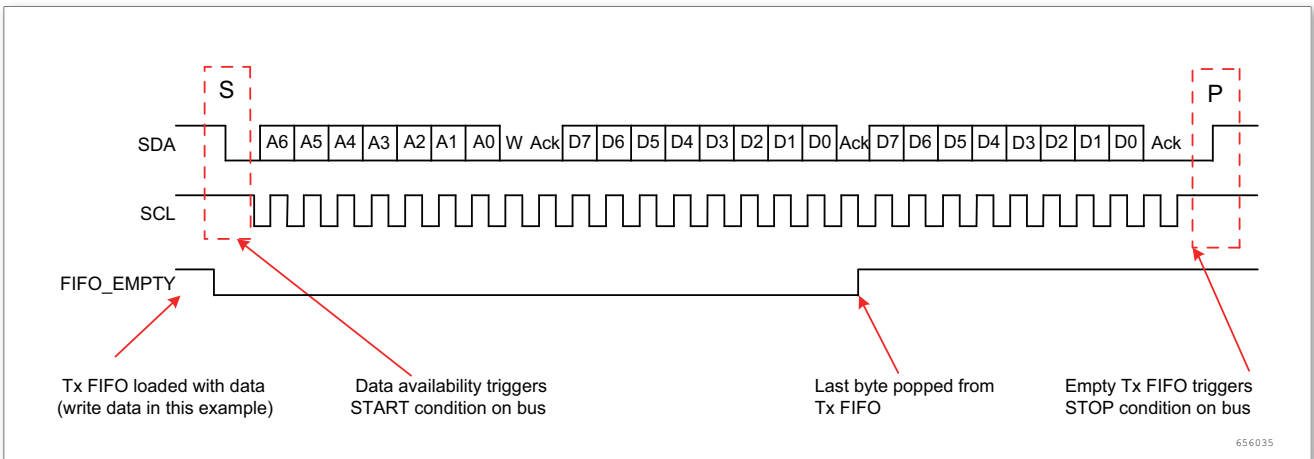 S
P
SDA A6 A5 A4 A3 A2 A1 A0 W Ack D7 D6 D5 D4 D3 D2 D1 D0 Ack D7 D6 D5 D4 D3 D2 D1 D0 Ack
SCL
FIFO_EMPTY
Tx FIFO loaded with data
(write data in this example)
Data availability triggers
START condition on bus
Last byte popped from
Tx FIFO
Empty Tx FIFO triggers
STOP condition on bus
656035